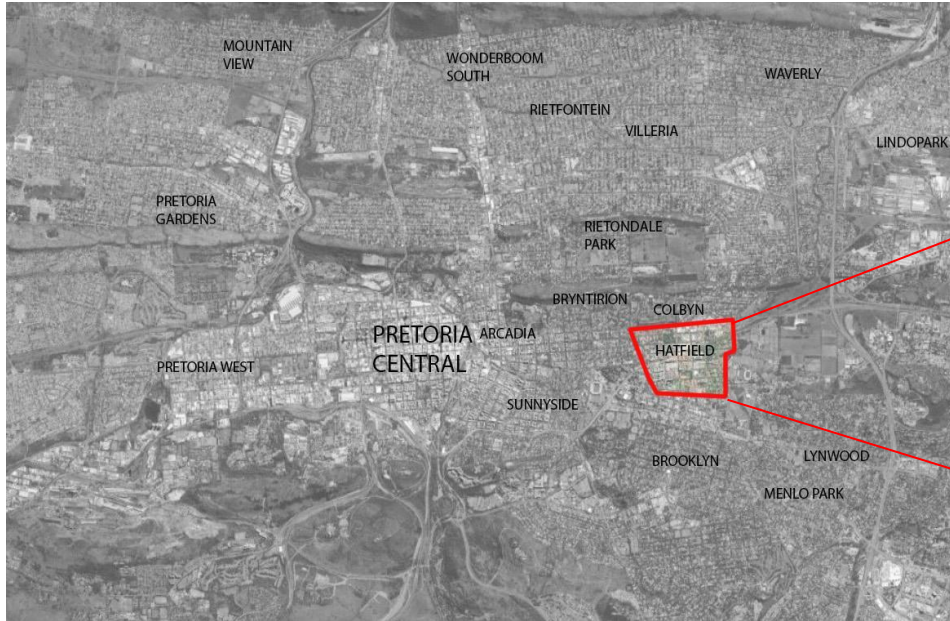 MOUNTAIN
VIEW
WONDERBOOM
SOUTH
WAVERLY
RIETFONTEIN
VILLERIA
LINDOPARK
PRETORIA
GARDENS
RIETONDALE
PARK
BRYNTIRION
COLBYN
PRETORIA
CENTRAL
ARCADIA
HATFIELD
PRETORIA WEST
SUNNYSIDE
BROOKLYN
LYNWOOD
MENLO PARK